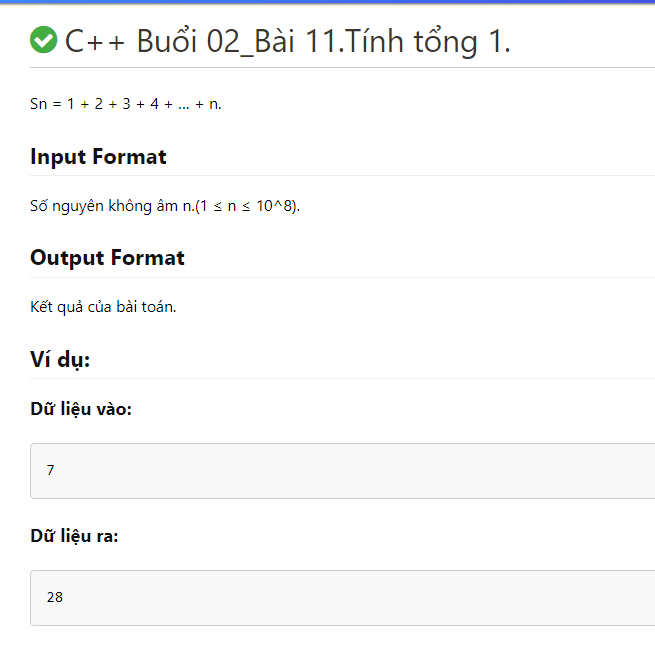 C++ Buổi 02_Bài 11.Tính tổng 1.
Sn = 1 + 2 + 3 + 4 + ... + n.
Input Format
Số nguyên không âm n.(1 ≤ n ≤ 10^8).
Output Format
Kết quả của bài toán.
Ví dụ:
Dữ liệu vào:
7
Dữ liệu ra:
28